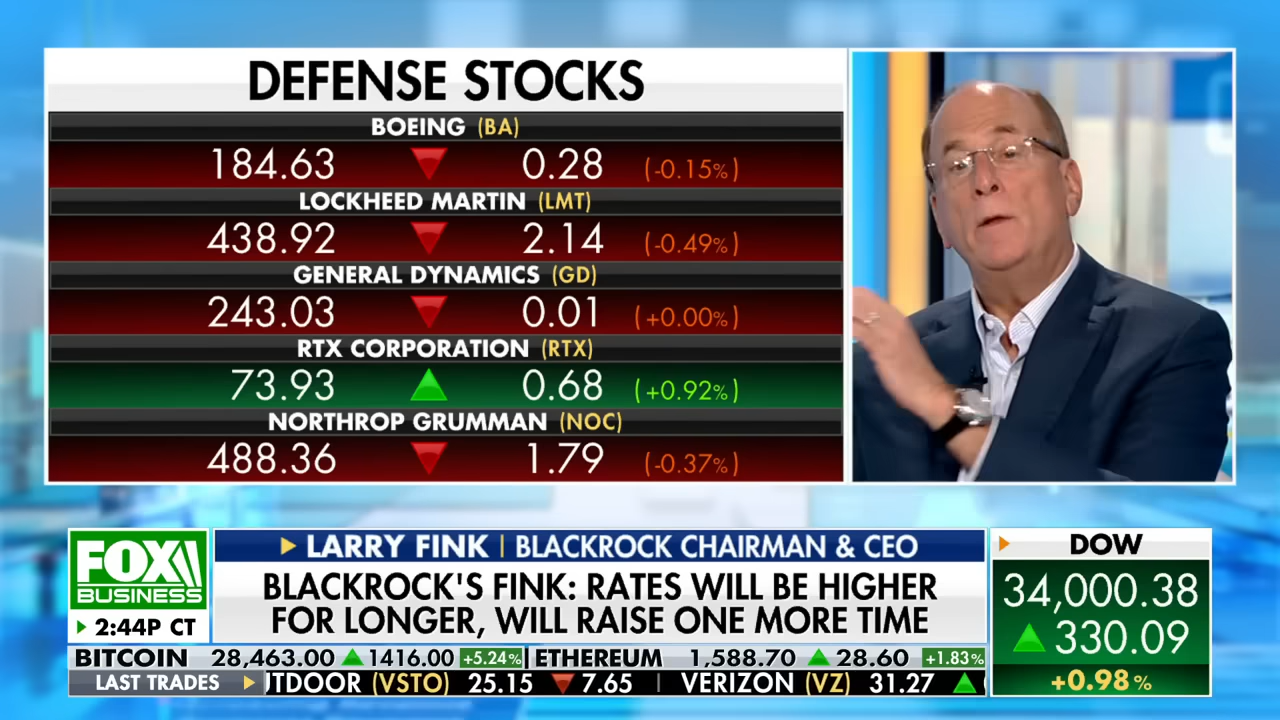 DEFENSE STOCKS
BOEING (BA)
184.63 ▼ 0.28 (-0.15%)
LOCKHEED MARTIN (LMT)
438.92 ▼ 2.14 (-0.49%)
GENERAL DYNAMICS (GD)
243.03 ▼ 0.01 (+0.00%)
RTX CORPORATION (RTX)
73.93 ▲ 0.68 (+0.92%)
NORTHROP GRUMMAN (NOC)
488.36 ▼ 1.79 (-0.37%)
FOX
BUSINESS
2:44P CT
LARRY FINK | BLACKROCK CHAIRMAN & CEO
BLACKROCK'S FINK: RATES WILL BE HIGHER
FOR LONGER, WILL RAISE ONE MORE TIME
DOW
34,000.38
▲ 330.09
+0.98%
BITCOIN 28,463.00 ▲ 1416.00 +5.24% ETHEREUM 1,588.70 ▲ 28.60 +1.83%
LAST TRADES TDOOR (VSTO) 25.15 ▼ 7.65 | VERIZON (VZ) 31.27 ▲